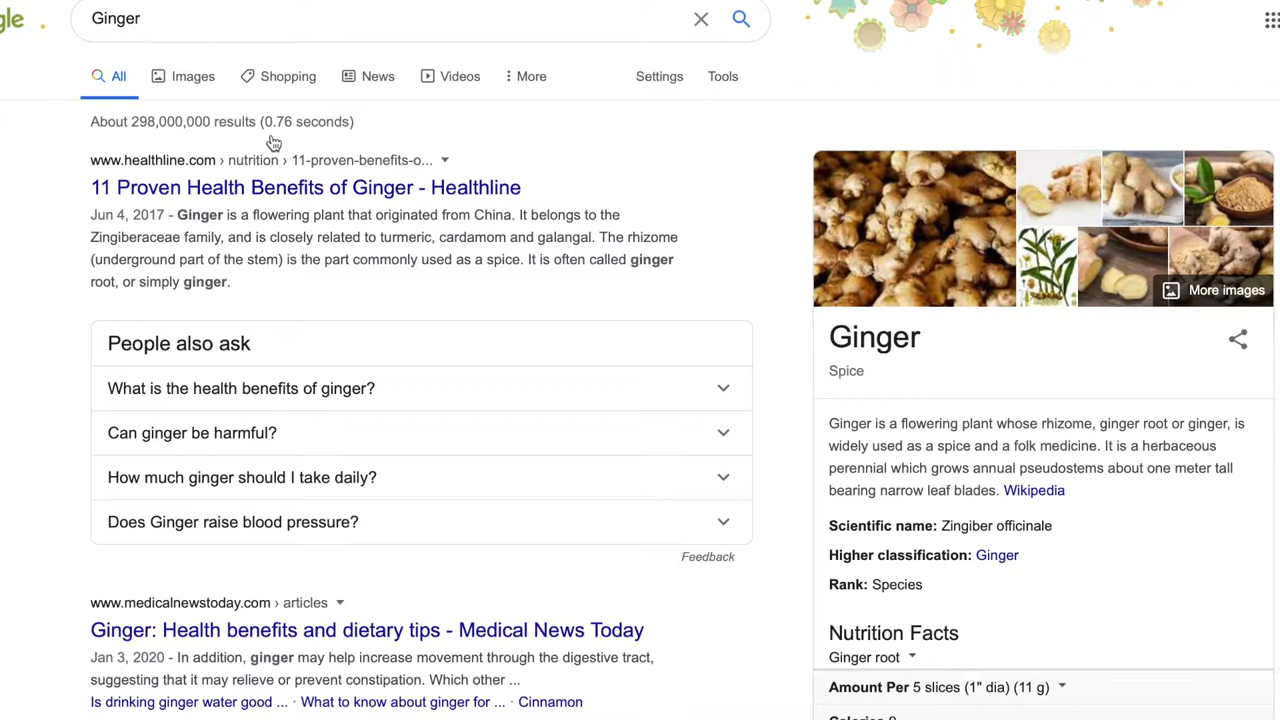 gle
Ginger
All Images Shopping News Videos More Settings Tools
About 298,000,000 results (0.76 seconds)
www.healthline.com › nutrition › 11-proven-benefits-o...
11 Proven Health Benefits of Ginger - Healthline
Jun 4, 2017 - Ginger is a flowering plant that originated from China. It belongs to the
Zingiberaceae family, and is closely related to turmeric, cardamom and galangal. The rhizome
(underground part of the stem) is the part commonly used as a spice. It is often called ginger
root, or simply ginger.
People also ask
What is the health benefits of ginger?
Can ginger be harmful?
How much ginger should I take daily?
Does Ginger raise blood pressure?
Feedback
www.medicalnewstoday.com › articles
Ginger: Health benefits and dietary tips - Medical News Today
Jan 3, 2020 - In addition, ginger may help increase movement through the digestive tract,
suggesting that it may relieve or prevent constipation. Which other ...
Is drinking ginger water good ... · What to know about ginger for ... · Cinnamon
More images
Ginger
Spice
Ginger is a flowering plant whose rhizome, ginger root or ginger, is
widely used as a spice and a folk medicine. It is a herbaceous
perennial which grows annual pseudostems about one meter tall
bearing narrow leaf blades. Wikipedia
Scientific name: Zingiber officinale
Higher classification: Ginger
Rank: Species
Nutrition Facts
Ginger root
Amount Per 5 slices (1" dia) (11 g)
Calories 9